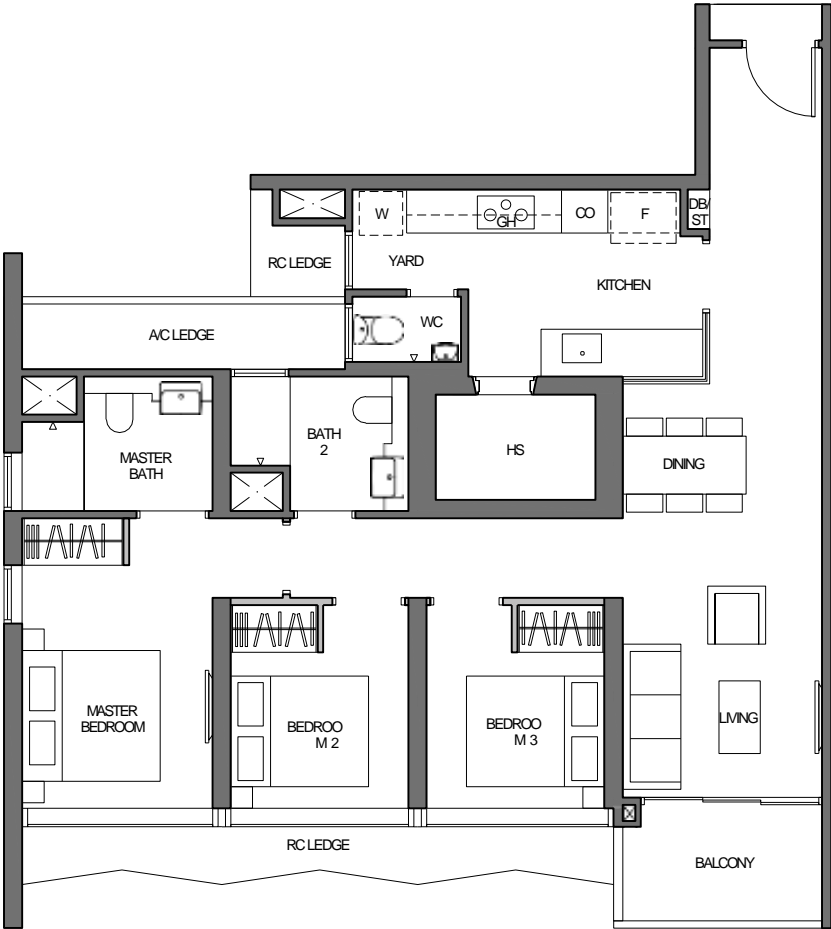 DB/
ST
W
GH
CO
F
RC LEDGE
YARD
KITCHEN
A/C LEDGE
WC
MASTER
BATH
BATH
2
HS
DINING
MASTER
BEDROOM
BEDROO
M 2
BEDROO
M 3
LIVING
RC LEDGE
BALCONY